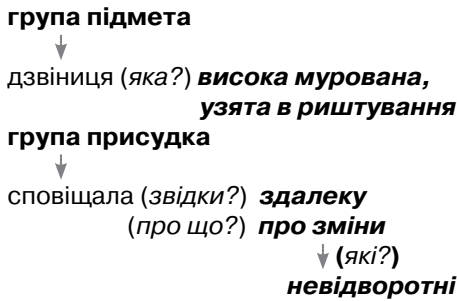 група підмета
дзвіниця (яка?) висока мурована,
узята в риштування
група присудка
сповіщала (звідки?) здалеку
(про що?) про зміни
(які?)
невідворотні